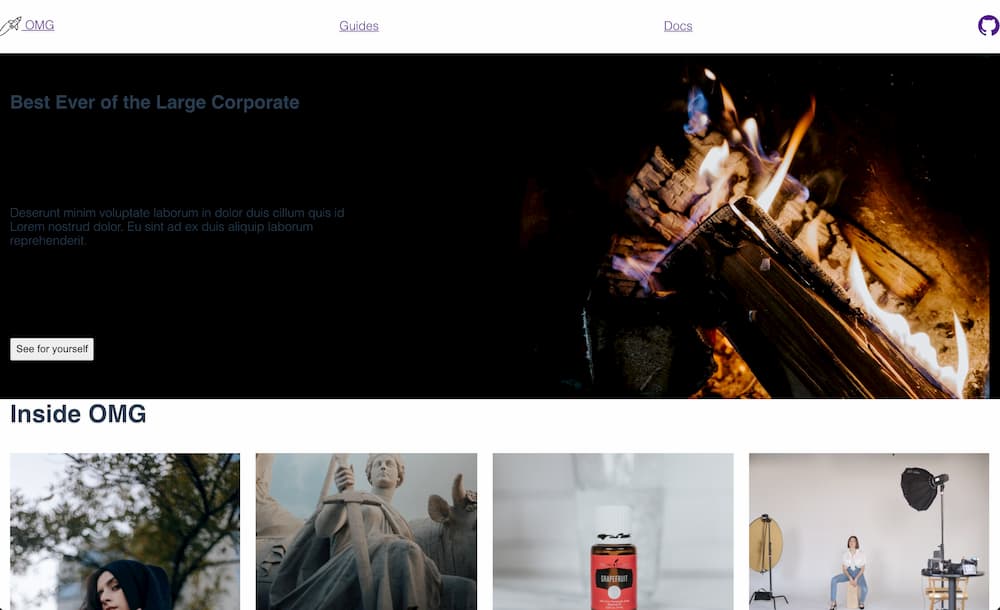 OMG
Guides
Docs
Best Ever of the Large Corporate
Deserunt minim voluptate laborum in dolor duis cillum quis id
Lorem nostrud dolor. Eu sint ad ex duis aliquip laborum
reprehenderit.
See for yourself
Inside OMG
GRAPEFRUIT